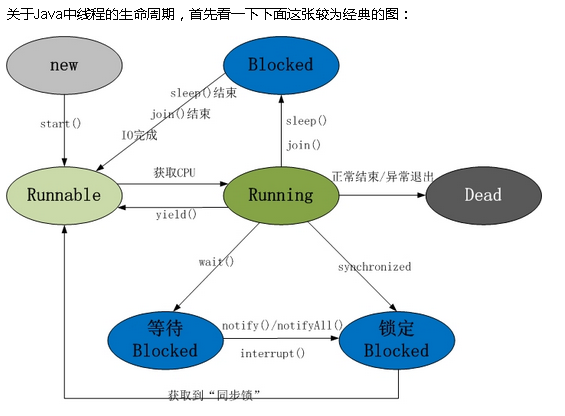 关于Java中线程的生命周期，首先看一下下面这张较为经典的图：
new
Blocked
sleep()结束
join()结束
IO完成
start()
sleep()
join()
Runnable
获取CPU
Running
正常结束/异常退出
Dead
yield()
wait()
synchronized
等待
Blocked
notify()/notifyAll()
interrupt()
锁定
Blocked
获取到“同步锁”